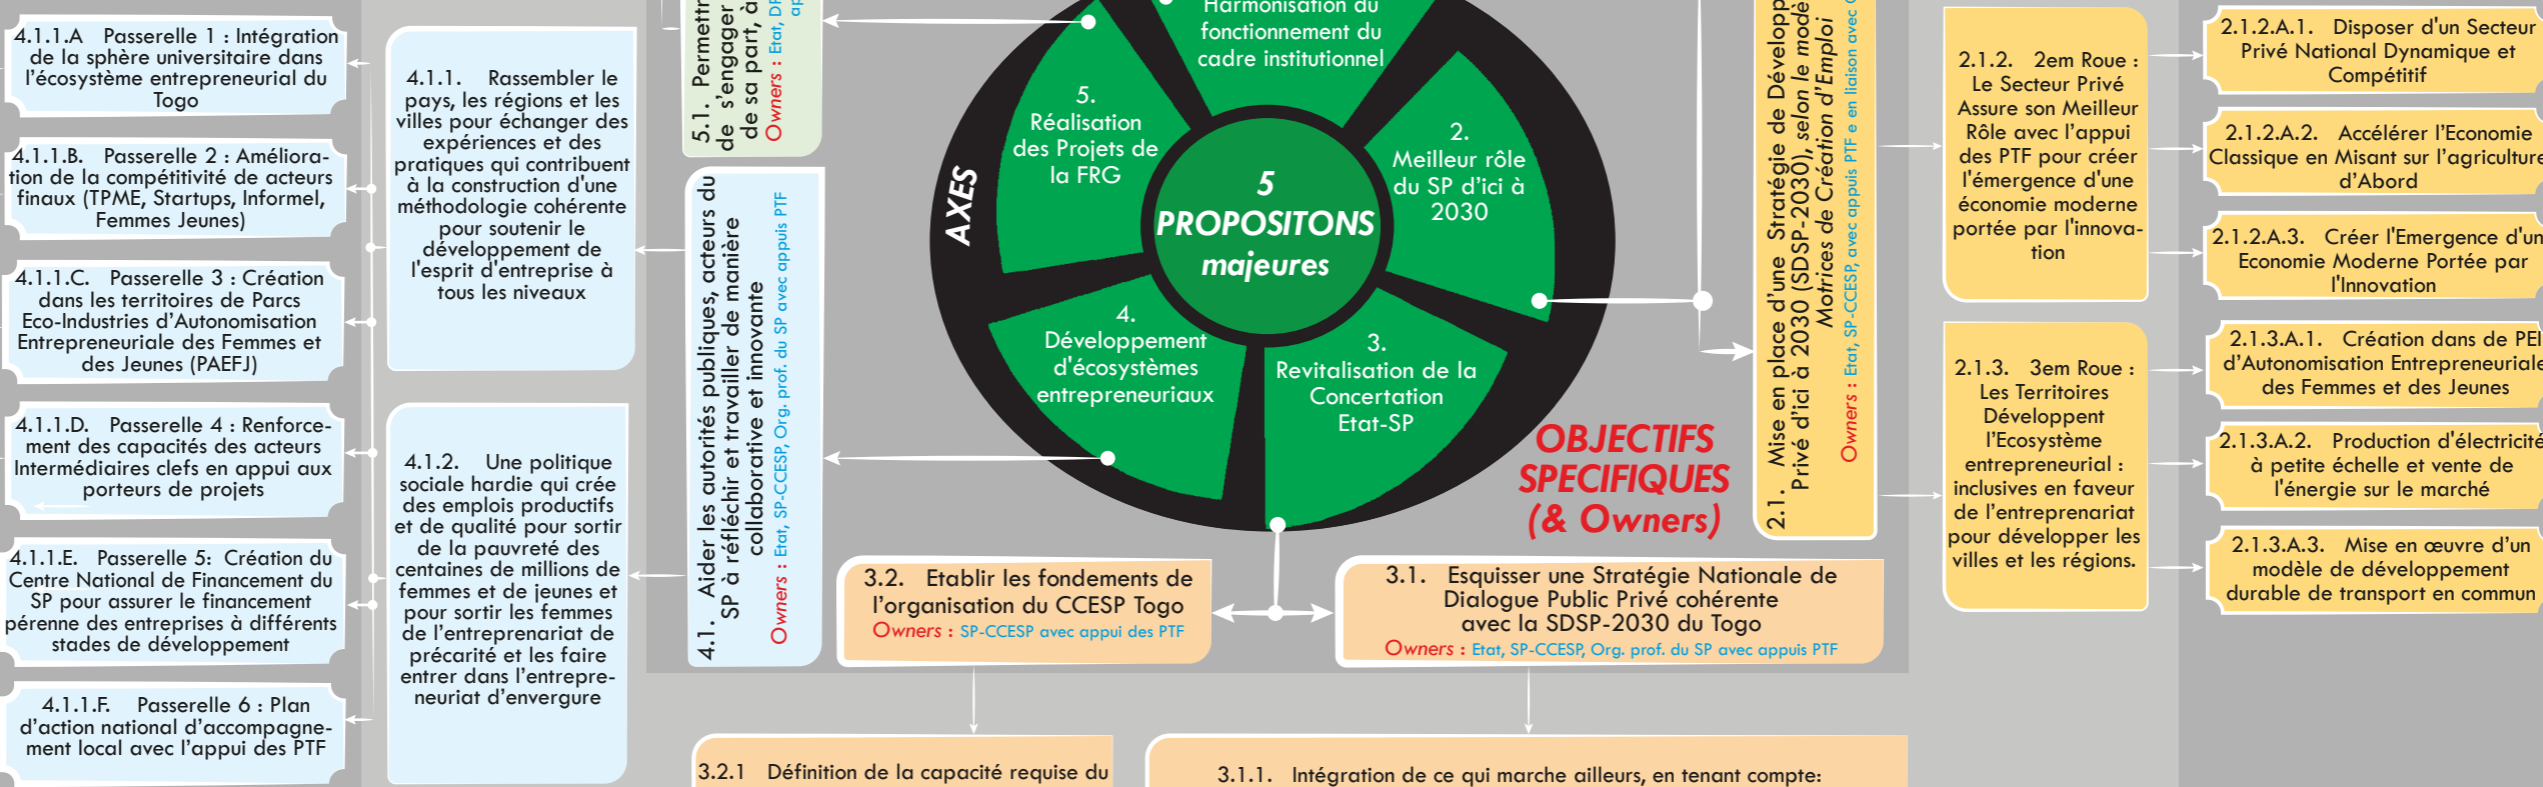 4.1.1.A Passerelle 1 : Intégration
de la sphère universitaire dans
l'écosystème entrepreneurial du
Togo
4.1.1.B. Passerelle 2 : Améliora-
tion de la compétitivité de acteurs
finaux (TPME, Startups, Informel,
Femmes Jeunes)
4.1.1.C. Passerelle 3 : Création
dans les territoires de Parcs
Eco-Industries d'Autonomisation
Entrepreneuriale des Femmes et
des Jeunes (PAEFJ)
4.1.1.D. Passerelle 4 : Renforce-
ment des capacités des acteurs
Intermédiaires clefs en appui aux
porteurs de projets
4.1.1.E. Passerelle 5: Création du
Centre National de Financement du
SP pour assurer le financement
pérenne des entreprises à différents
stades de développement
4.1.1.F. Passerelle 6 : Plan
d'action national d'accompagne-
ment local avec l'appui des PTF
4.1.1. Rassembler le
pays, les régions et les
villes pour échanger des
expériences et des
pratiques qui contribuent
à la construction d'une
méthodologie cohérente
pour soutenir le
développement de
l'esprit d'entreprise à
tous les niveaux
4.1.2. Une politique
sociale hardie qui crée
des emplois productifs
et de qualité pour sortir
de la pauvreté des
centaines de millions de
femmes et de jeunes et
pour sortir les femmes
de l'entreprenariat de
précarité et les faire
entrer dans l'entrepre-
neuriat d'envergure
5.1. Permettr
de s'engager
de sa part, à
Owners : Etat, DP
ap
4.1. Aider les autorités publiques, acteurs du
SP à réfléchir et travailler de manière
collaborative et innovante
Owners : Etat, SP-CCESP, Org. prof. du SP avec appuis PTF
AXES
Harmonisation du
fonctionnement du
cadre institutionnel
5.
Réalisation
des Projets de
la FRG
2.
Meilleur rôle
du SP d'ici à
2030
5
PROPOSITONS
majeures
4.
Développement
d'écosystèmes
entrepreneuriaux
3.
Revitalisation de la
Concertation
Etat-SP
OBJECTIFS
SPECIFIQUES
(& Owners)
3.2. Etablir les fondements de
l'organisation du CCESP Togo
Owners : SP-CCESP avec appui des PTF
3.1. Esquisser une Stratégie Nationale de
Dialogue Public Privé cohérente
avec la SDSP-2030 du Togo
Owners : Etat, SP-CCESP, Org. prof. du SP avec appuis PTF
3.2.1 Définition de la capacité requise du
3.1.1. Intégration de ce qui marche ailleurs, en tenant compte:
2.1. Mise en place d'une Stratégie de Dévelop
Privé d'ici à 2030 (SDSP-2030), selon le modè
Motrices de Création d'Emploi
Owners : Etat, SP-CCESP, avec appuis PTF e en liaison avec
2.1.2. 2em Roue :
Le Secteur Privé
Assure son Meilleur
Rôle avec l'appui
des PTF pour créer
l'émergence d'une
économie moderne
portée par l'innova-
tion
2.1.3. 3em Roue :
Les Territoires
Développent
l'Ecosystème
entrepreneurial :
inclusives en faveur
de l'entreprenariat
pour développer les
villes et les régions.
2.1.2.A.1. Disposer d'un Secteur
Privé National Dynamique et
Compétitif
2.1.2.A.2. Accélérer l'Economie
Classique en Misant sur l'agriculture
d'Abord
2.1.2.A.3. Créer l'Emergence d'un
Economie Moderne Portée par
l'Innovation
2.1.3.A.1. Création dans de PEI
d'Autonomisation Entrepreneuriale
des Femmes et des Jeunes
2.1.3.A.2. Production d'électricité
à petite échelle et vente de
l'énergie sur le marché
2.1.3.A.3. Mise en œuvre d'un
modèle de développement
durable de transport en commun